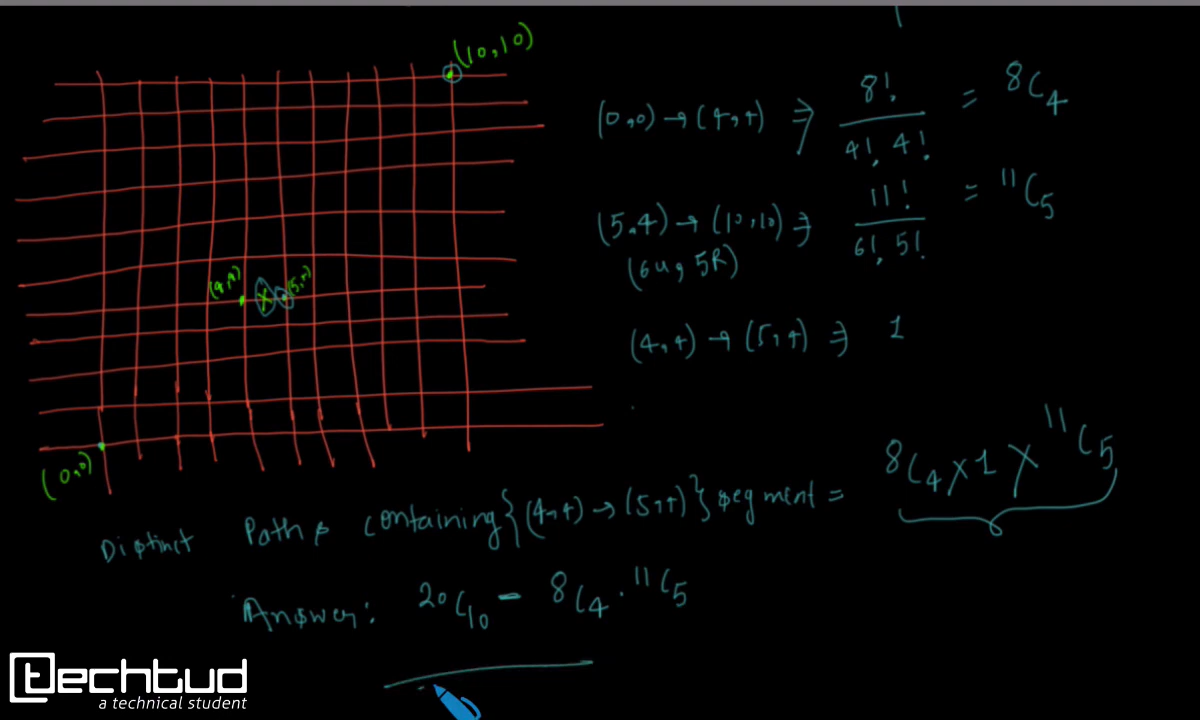 (10,10)
(0,0) → (4,4) ⇒ 8! / 4!, 4! = 8C4
(5,4) → (10,10) ⇒ 11! / 6!, 5! = 11C5
(6u, 5R)
(4,4) X (5,4)
(4,4) → (5,4) ⇒ 1
(0,0)
8C4 x 1 x 11C5
Distinct Paths containing {(4,4) → (5,4)} segment =
Answer: 20C10 - 8C4 . 11C5
techtud
a technical student